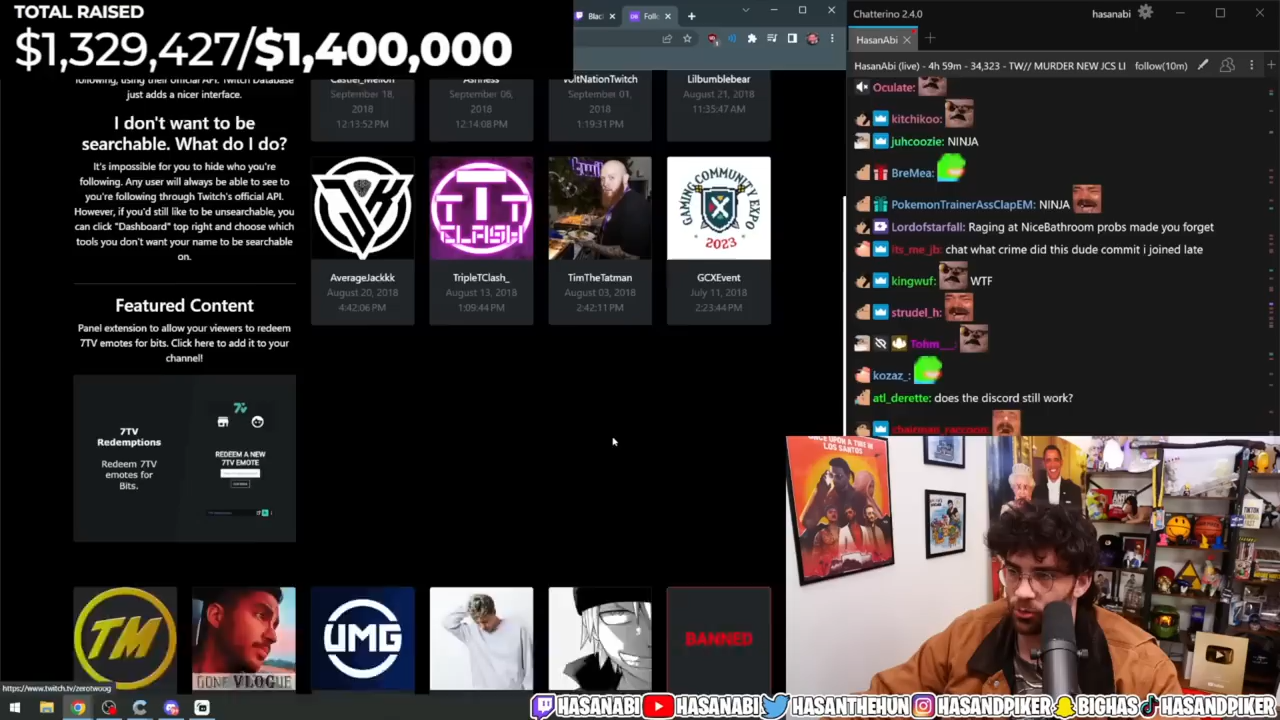 TOTAL RAISED
$1,329,427/$1,400,000
following, using their official API. Twitch Database
just adds a nicer interface.
I don't want to be
searchable. What do I do?
It's impossible for you to hide who you're
following. Any user will always be able to see to
you're following through Twitch's official API.
However, if you'd still like to be unsearchable, you
can click "Dashboard" top right and choose which
tools you don't want your name to be searchable
on.
Featured Content
Panel extension to allow your viewers to redeem
7TV emotes for bits. Click here to add it to your
channel!
7TV
Redemptions
Redeem 7TV
emotes for
Bits.
REDEEM A NEW
7TV EMOTE
Castler_Mellon
September 18,
2018
12:13:52 PM
Ashness
September 06,
2018
12:14:08 PM
VoltNationTwitch
September 01,
2018
1:19:31 PM
Lilbumblebear
August 21, 2018
11:35:47 AM
TTT
CLASH
GAMING COMMUNITY
EXPO
2023
AverageJackkk
August 20, 2018
4:42:06 PM
TripleTClash_
August 13, 2018
1:09:44 PM
TimTheTatman
August 03, 2018
2:42:11 PM
GCXEvent
July 11, 2018
2:23:44 PM
TM
DONE VLOGUE
UMG
BANNED
https://www.twitch.tv/zerotwoog
Blac
Follo
Chatterino 2.4.0
hasanabi
HasanAbi
HasanAbi (live) - 4h 59m - 34,323 - TW// MURDER NEW JCS LI
follow(10m)
Oculate:
kitchikoo:
juhcoozie: NINJA
BreMea:
PokemonTrainerAssClapEM: NINJA
Lordofstarfall: Raging at NiceBathroom probs made you forget
its_me_jb: chat what crime did this dude commit i joined late
kingwuf: WTF
strudel_h:
Tohm__:
kozaz_:
atl_derette: does the discord still work?
chairman_raccoon:
LOS SANTOS
HASANABI
HASANABI
HASANTHEHUN
HASANDPIKER
BIGHAS
HASANDPIKER